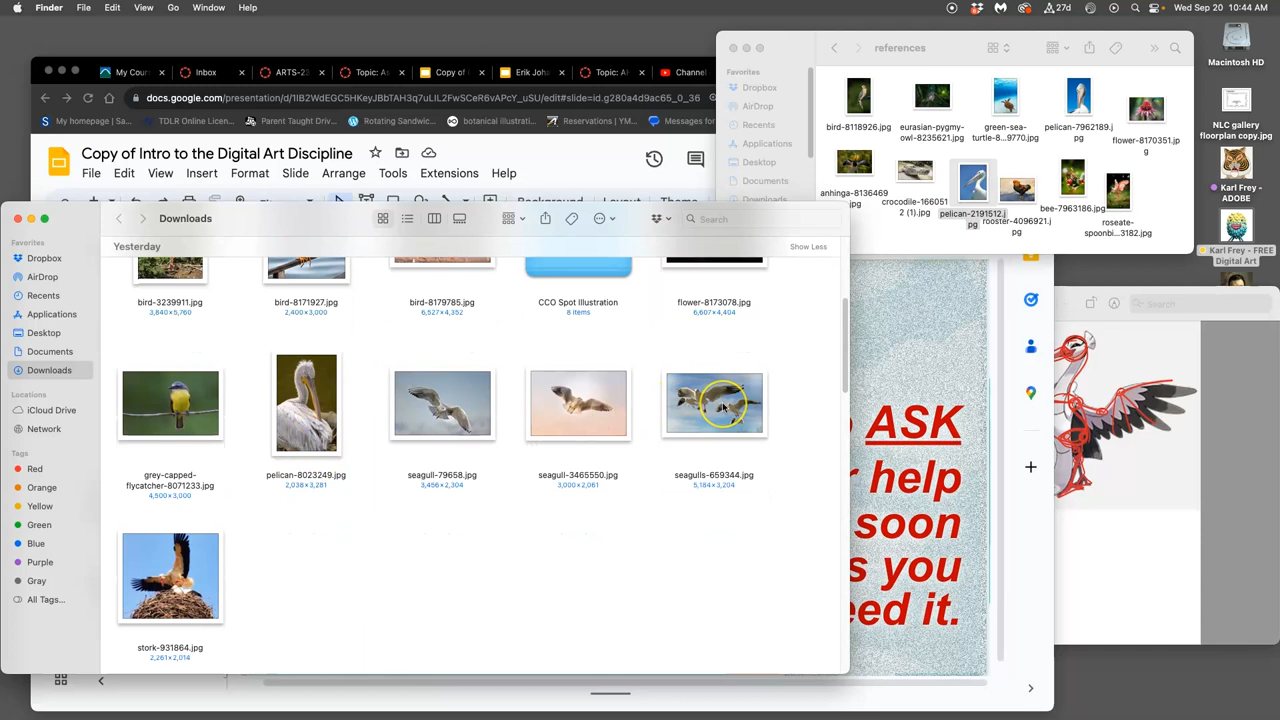 Finder File Edit View Go Window Help
27d
Wed Sep 20 10:44 AM
My Cour
Inbox
ARTS-23
Topic: As
Copy of
Erik Joha
Topic: A
Channel
docs.google.com/presentation/d/1IB2WdEGC5HKeyJBbTAH3q7uLIL2FwSCeR6vAPcY_uSU/edit#slide=id.g280a4d9ac65_0_36
My homepage | Sa...
TDLR Online Licen...
Parent Taught Driv...
Rotating Sandwic...
botanical illustrati...
Reservations | YM...
Messages for
Copy of Intro to the Digital Art Discipline
View Insert Format Slide Arrange Tools Extensions Help
Background Layout Theme
references
Favorites
Dropbox
AirDrop
Recents
Applications
Desktop
Documents
Downloads
bird-8118926.jpg
eurasian-pygmy-
owl-8235621.jpg
green-sea-
turtle-8...9770.jpg
pelican-7962189.j
pg
flower-8170351.jp
g
anhinga-8136469
.jpg
crocodile-166051
2 (1).jpg
pelican-2191512.j
pg
rooster-4096921.j
pg
bee-7963186.jpg
roseate-
spoonbi...3182.jpg
Macintosh HD
NLC gallery
floorplan copy.jpg
Karl Frey -
ADOBE
Karl Frey - FREE
Digital Art
Search
Downloads
Search
Favorites
Dropbox
AirDrop
Recents
Applications
Desktop
Documents
Downloads
Locations
iCloud Drive
Network
Tags
Red
Orange
Yellow
Green
Blue
Purple
Gray
All Tags...
Yesterday
Show Less
bird-3239911.jpg
3,840×5,760
bird-8171927.jpg
2,400×3,000
bird-8179785.jpg
6,527×4,352
CCO Spot Illustration
8 items
flower-8173078.jpg
6,607×4,404
grey-capped-
flycatcher-8071233.jpg
4,500×3,000
pelican-8023249.jpg
2,038×3,281
seagull-79658.jpg
3,456×2,304
seagull-3465550.jpg
3,000×2,061
seagulls-659344.jpg
5,184×3,204
stork-931864.jpg
2,261×2,014
ASK
help
soon
you
eed it.